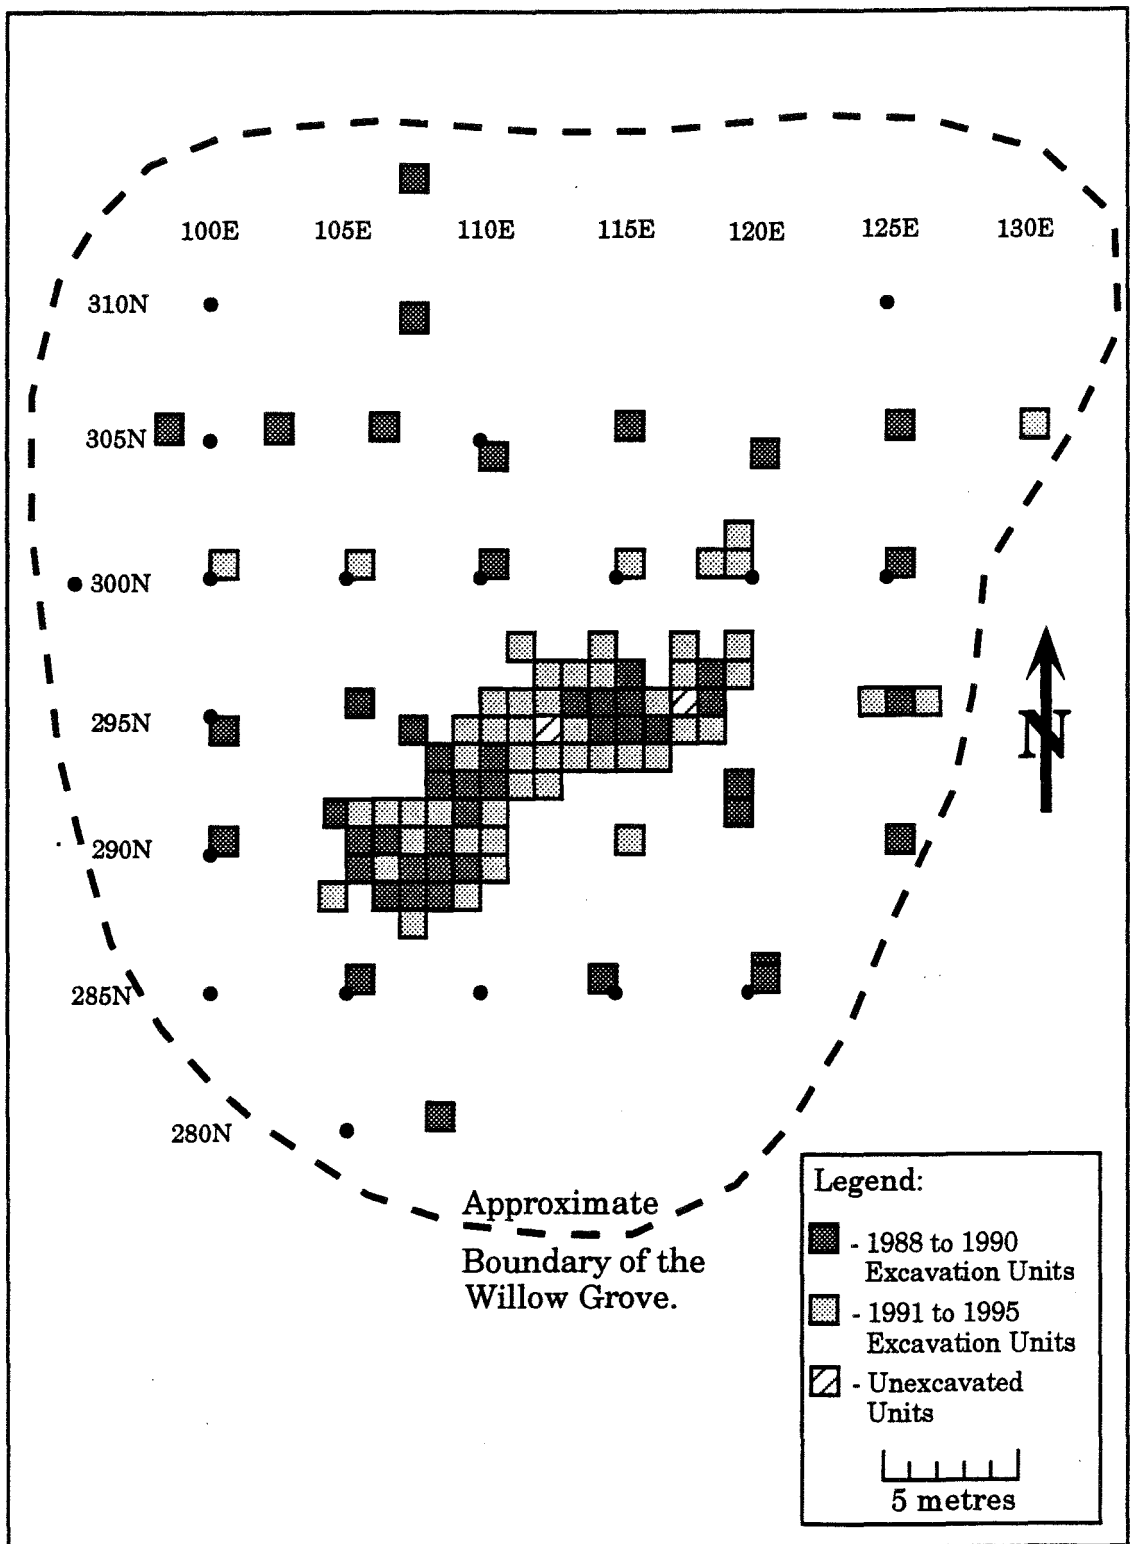 100E 105E 110E 115E 120E 125E 130E
310N
305N
300N
295N
N
290N
285N
280N
Approximate
Boundary of the
Willow Grove.
Legend:
- 1988 to 1990
Excavation Units
- 1991 to 1995
Excavation Units
- Unexcavated
Units
5 metres